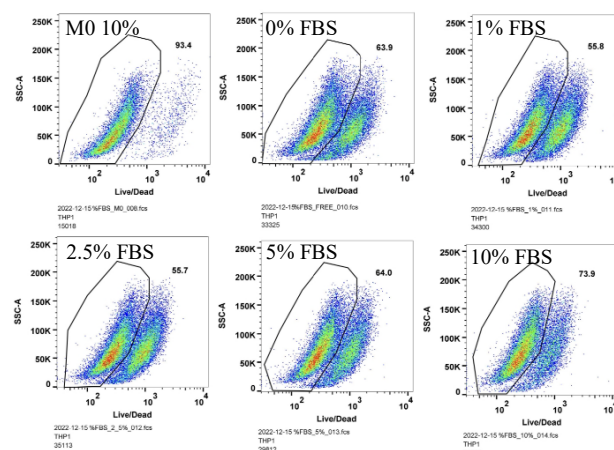 M0 10%
93.4
250K
200K
150K
100K
50K
0
SSC-A
10² 10³ 10⁴
Live/Dead
2022-12-15 %FBS_M0_008.fcs
THP1
15018
0% FBS
63.9
250K
200K
150K
100K
50K
0
SSC-A
10² 10³ 10⁴
Live/Dead
2022-12-15%FBS_FREE_010.fcs
THP1
33325
1% FBS
55.8
250K
200K
150K
100K
50K
0
SSC-A
10² 10³ 10⁴
Live/Dead
2022-12-15 %FBS_1%_011.fcs
THP1
34300
2.5% FBS
55.7
250K
200K
150K
100K
50K
0
SSC-A
10² 10³ 10⁴
Live/Dead
2022-12-15 %FBS_2_5%_012.fcs
THP1
35113
5% FBS
64.0
250K
200K
150K
100K
50K
0
SSC-A
10² 10³ 10⁴
Live/Dead
2022-12-15 %FBS_5%_013.fcs
THP1
10% FBS
73.9
250K
200K
150K
100K
50K
0
SSC-A
10² 10³ 10⁴
Live/Dead
2022-12-15 %FBS_10%_014.fcs
THP1